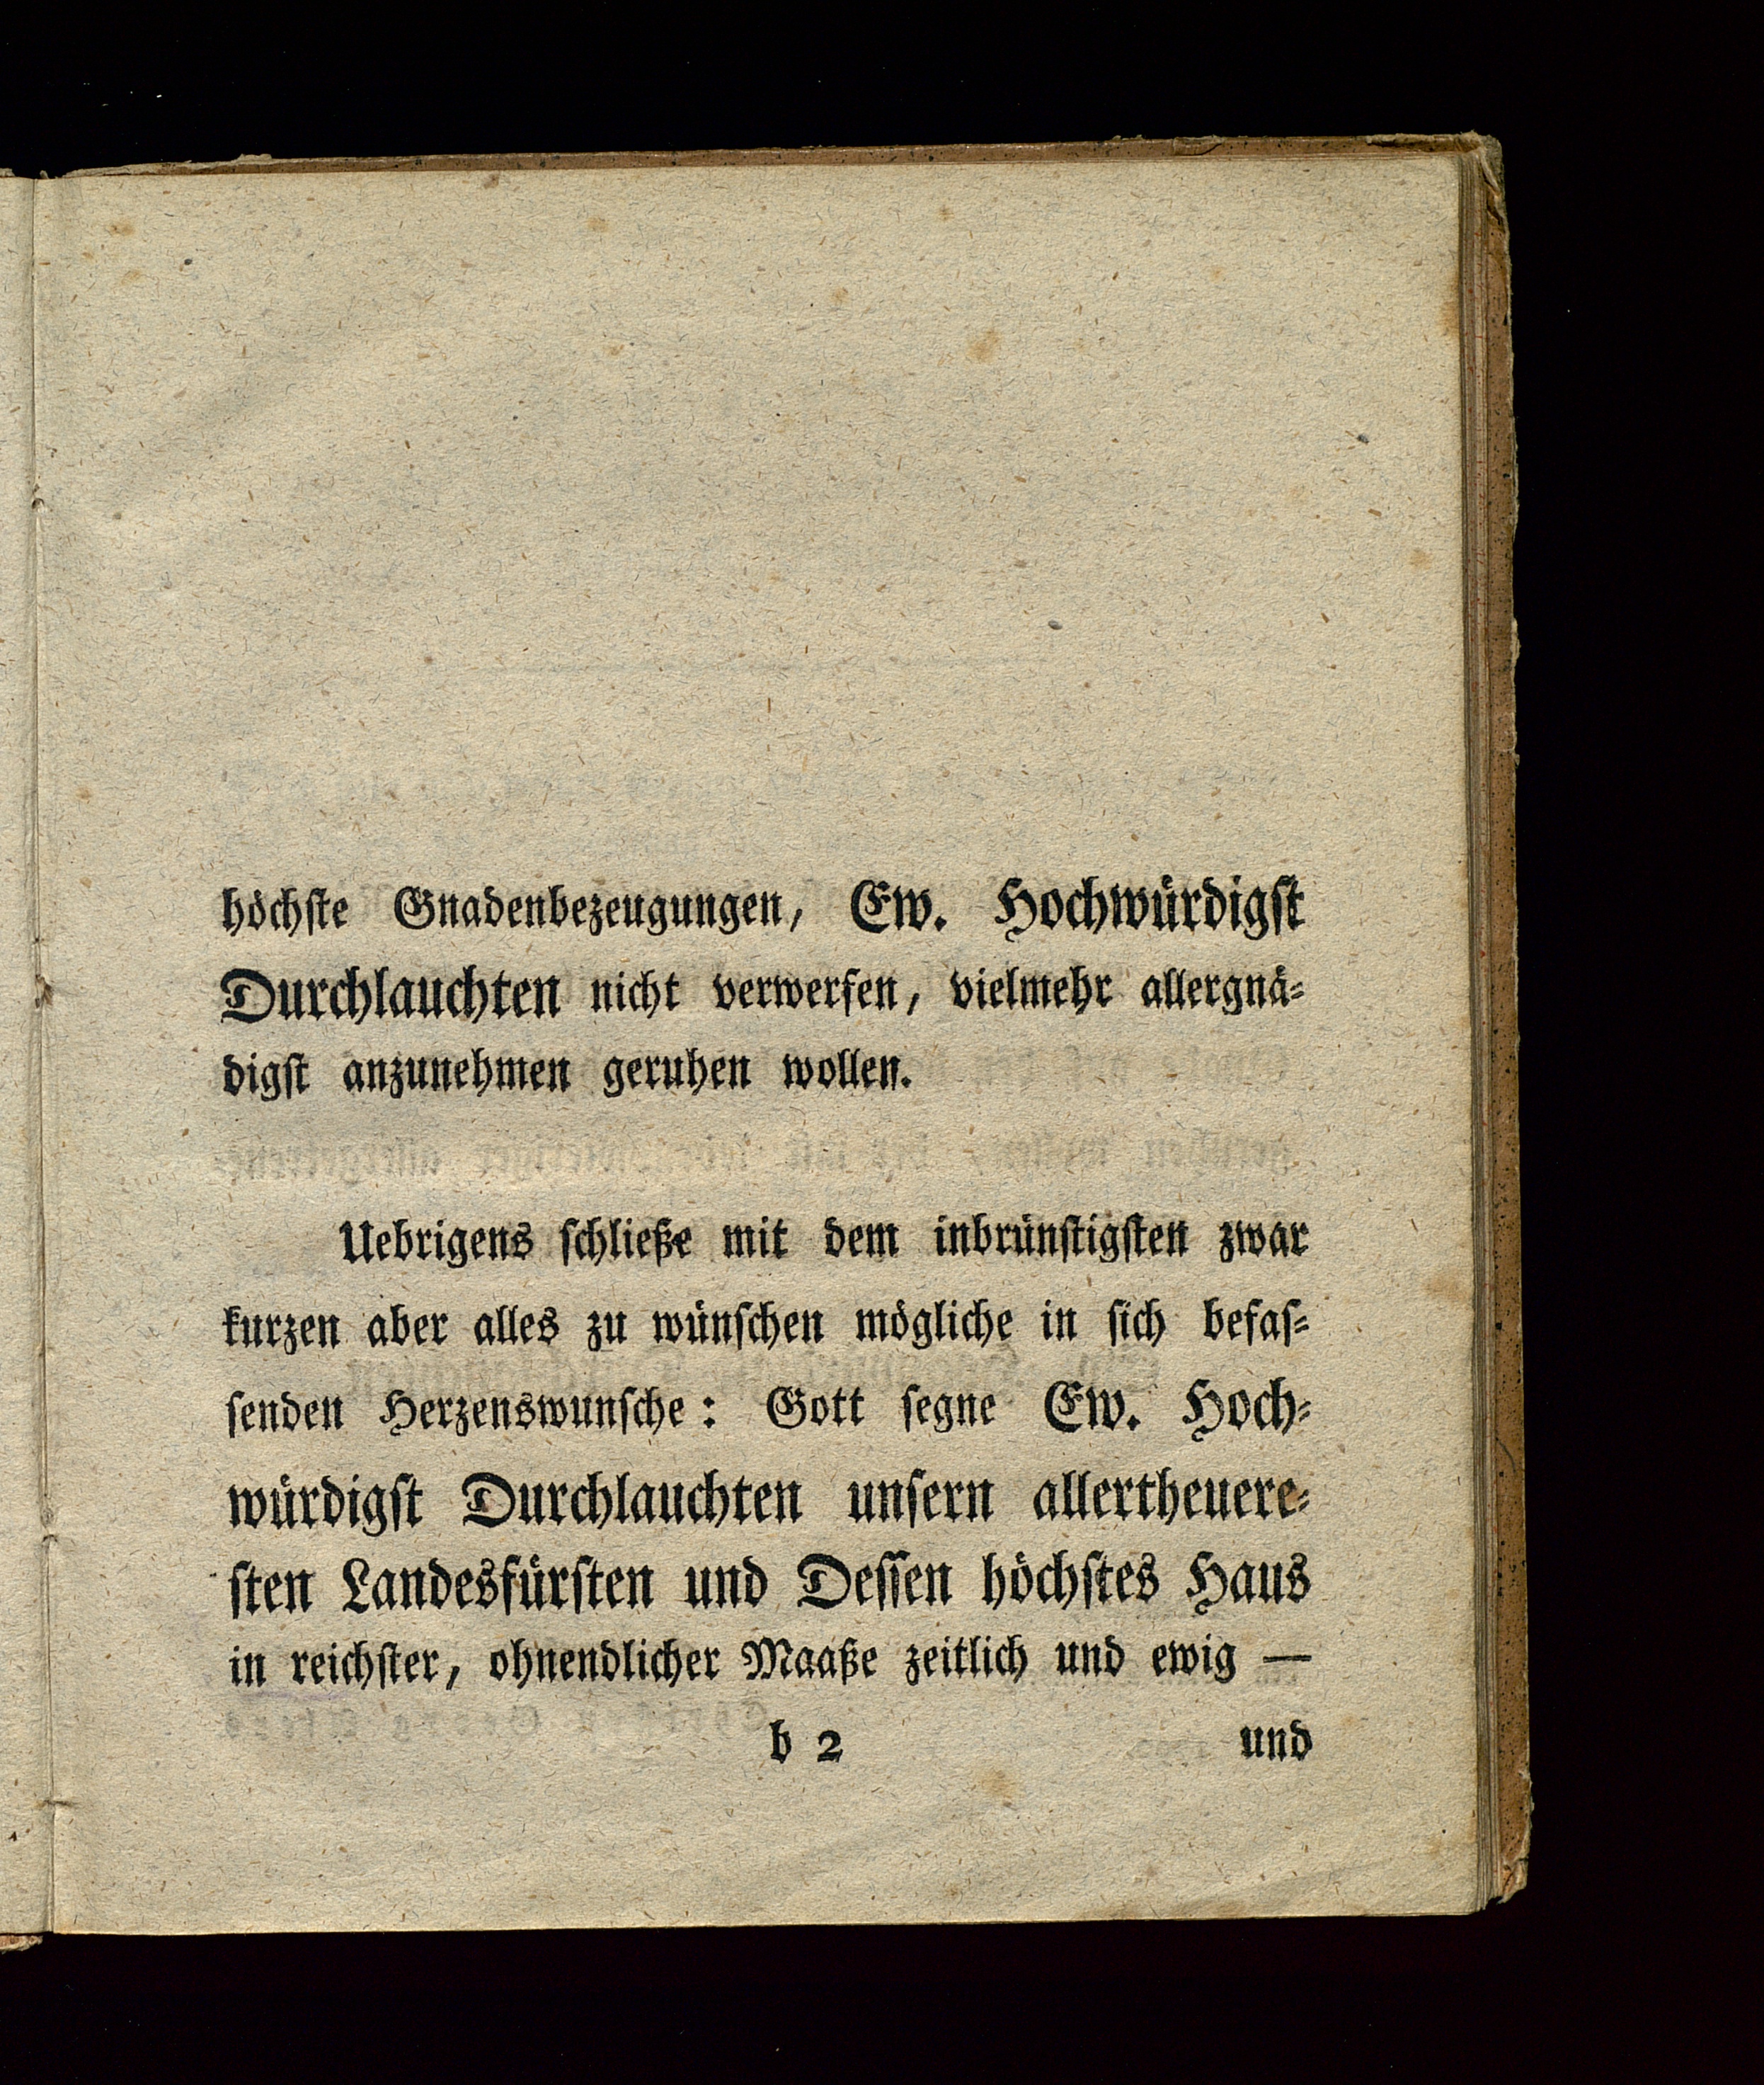 höchſte Gnadenbezeugungen, Ew. Hochwürdigſt
Durchlauchten nicht verwerfen, vielmehr allergnä⸗
digſt anzunehmen geruhen wollen.
Uebrigens ſchließe mit dem inbrünſtigſten zwar
kurzen aber alles zu wünſchen mögliche in ſich befaſ⸗
ſenden Herzenswunſche: Gott ſegne Ew. Hoch⸗
würdigſt Durchlauchten unſern allertheuere⸗
ſten Landesfürſten und Deſſen höchſtes Haus
in reichſter, ohnendlicher Maaße zeitlich und ewig —
b 2 und